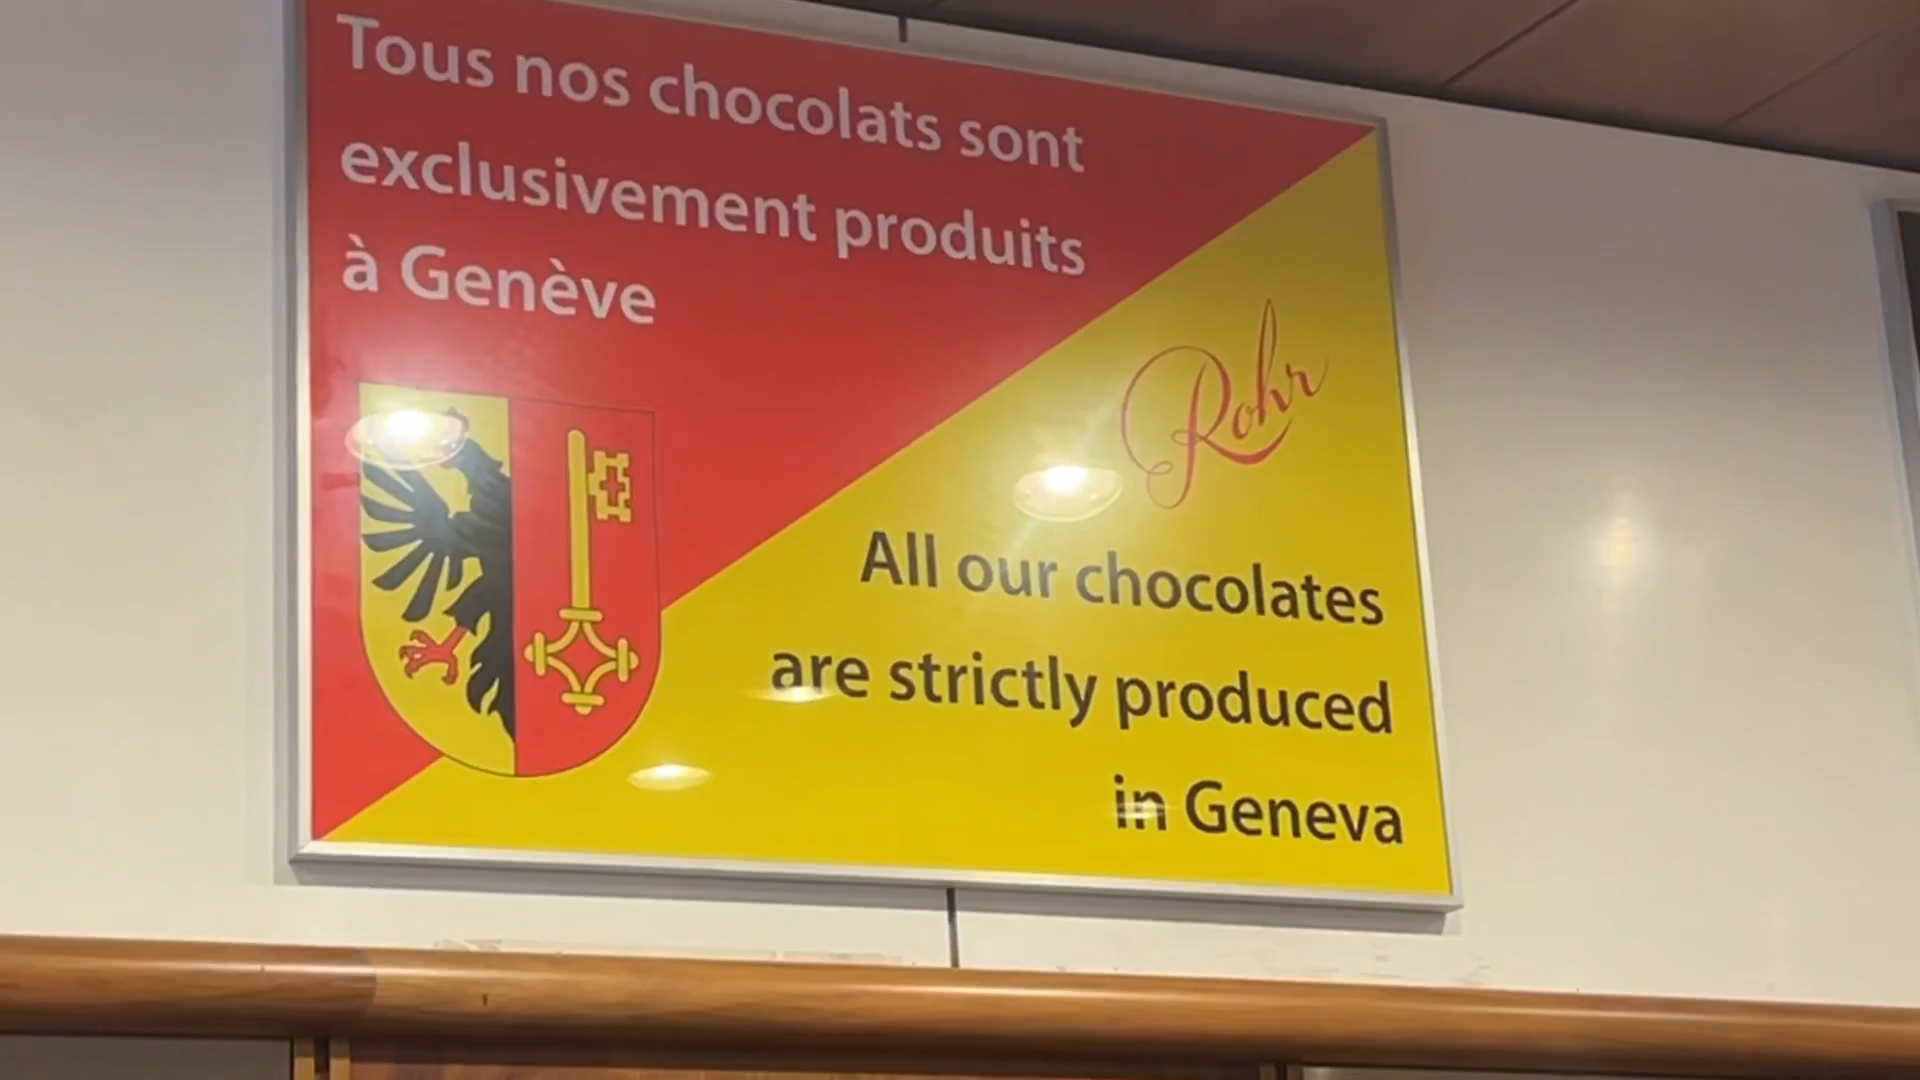 Tous nos chocolats sont
exclusivement produits
à Genève
Rohr
All our chocolates
are strictly produced
in Geneva